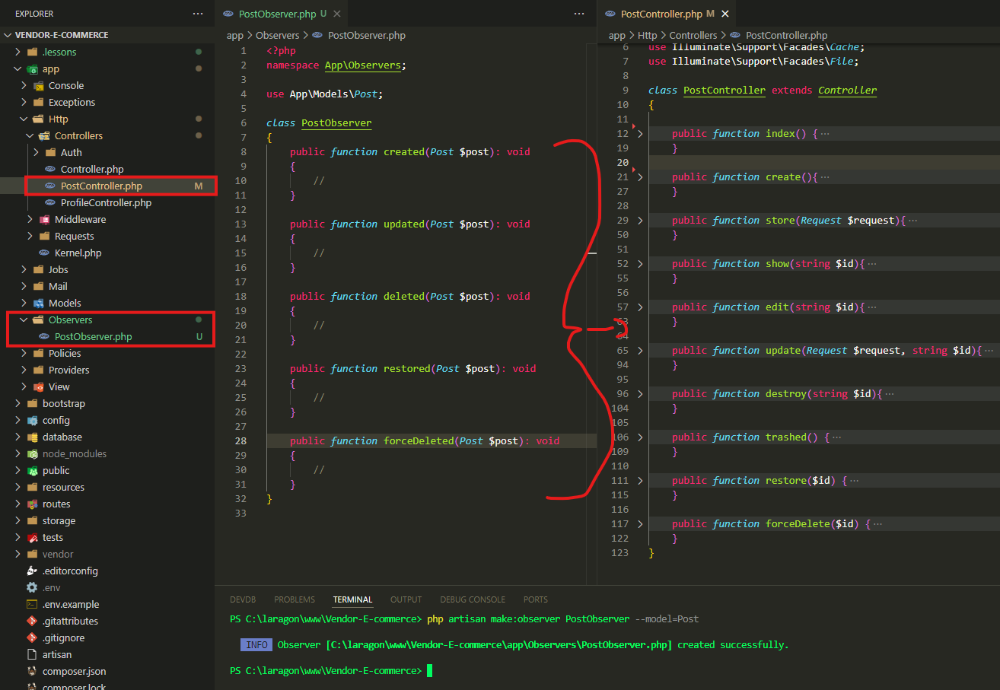 EXPLORER
VENDOR-E-COMMERCE
.lessons
app
Console
Exceptions
Http
Controllers
Auth
Controller.php
PostController.php M
ProfileController.php
Middleware
Requests
Kernel.php
Jobs
Mail
Models
Observers
PostObserver.php U
Policies
Providers
View
bootstrap
config
database
node_modules
public
resources
routes
storage
tests
vendor
.editorconfig
.env
.env.example
.gitattributes
.gitignore
artisan
composer.json
composer.lock
PostObserver.php U
app > Observers > PostObserver.php
1 <?php
2 namespace App\Observers;
3
4 use App\Models\Post;
5
6 class PostObserver
7 {
8 public function created(Post $post): void
9 {
10 //
11 }
12
13 public function updated(Post $post): void
14 {
15 //
16 }
17
18 public function deleted(Post $post): void
19 {
20 //
21 }
22
23 public function restored(Post $post): void
24 {
25 //
26 }
27
28 public function forceDeleted(Post $post): void
29 {
30 //
31 }
32 }
33
PostController.php M
app > Http > Controllers > PostController.php
6 use Illuminate\Support\Facades\Cache;
7 use Illuminate\Support\Facades\File;
8
9 class PostController extends Controller
10 {
11
12 public function index() { ···
19 }
20
21 public function create(){ ···
27 }
28
29 public function store(Request $request){ ···
50 }
51
52 public function show(string $id){ ···
55 }
56
57 public function edit(string $id){ ···
63 }
64
65 public function update(Request $request, string $id){ ···
94 }
95
96 public function destroy(string $id){ ···
104 }
105
106 public function trashed() { ···
109 }
110
111 public function restore($id) { ···
115 }
116
117 public function forceDelete($id) { ···
122 }
123 }
DEVDB PROBLEMS TERMINAL OUTPUT DEBUG CONSOLE PORTS
PS C:\laragon\www\Vendor-E-commerce> php artisan make:observer PostObserver --model=Post
INFO Observer [C:\laragon\www\Vendor-E-commerce\app\Observers\PostObserver.php] created successfully.
PS C:\laragon\www\Vendor-E-commerce>